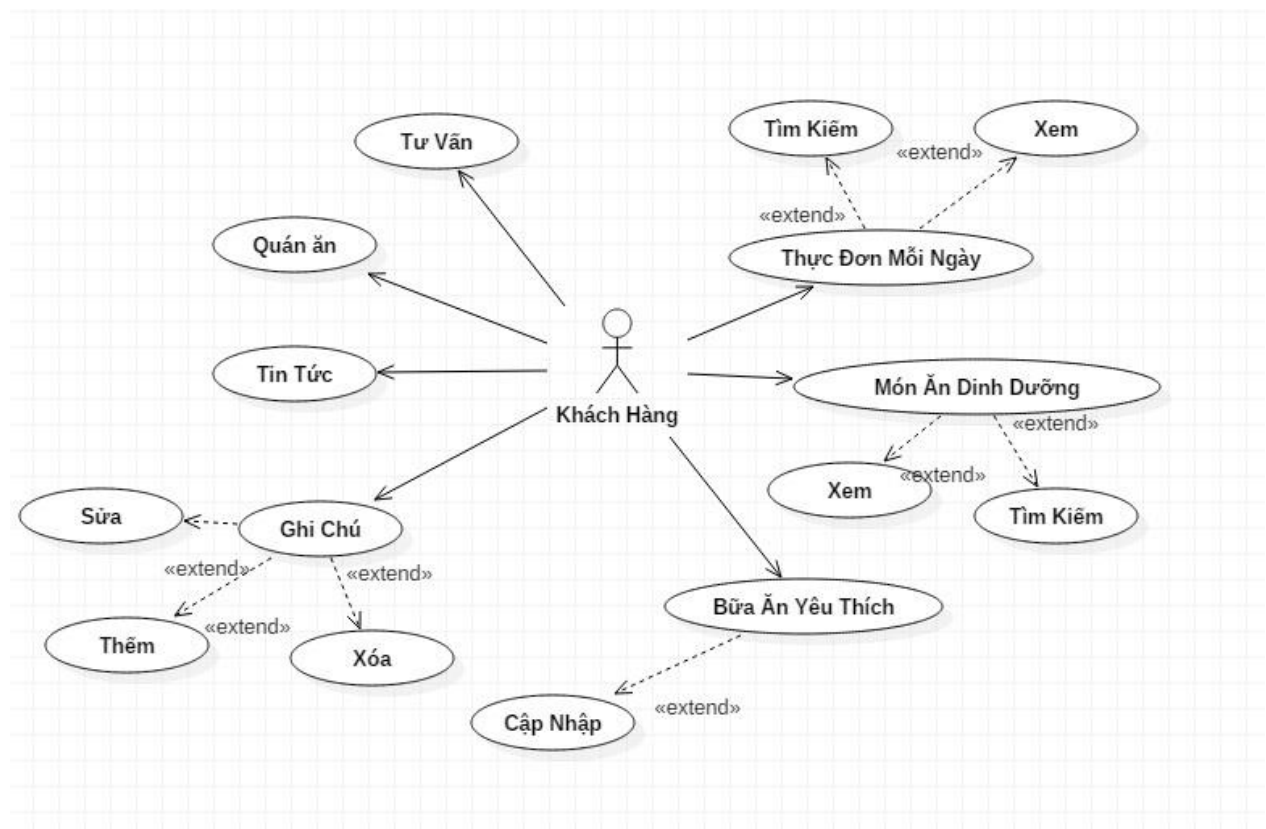 Tìm Kiếm
Xem
Tư Vấn
«extend»
«extend»
Quán ăn
Thực Đơn Mỗi Ngày
Tin Tức
Món Ăn Dinh Dưỡng
Khách Hàng
«extend»
«extend»
Xem
Tìm Kiếm
Sửa
Ghi Chú
«extend»
«extend»
Bữa Ăn Yêu Thích
«extend»
Thếm
Xóa
«extend»
Cập Nhập